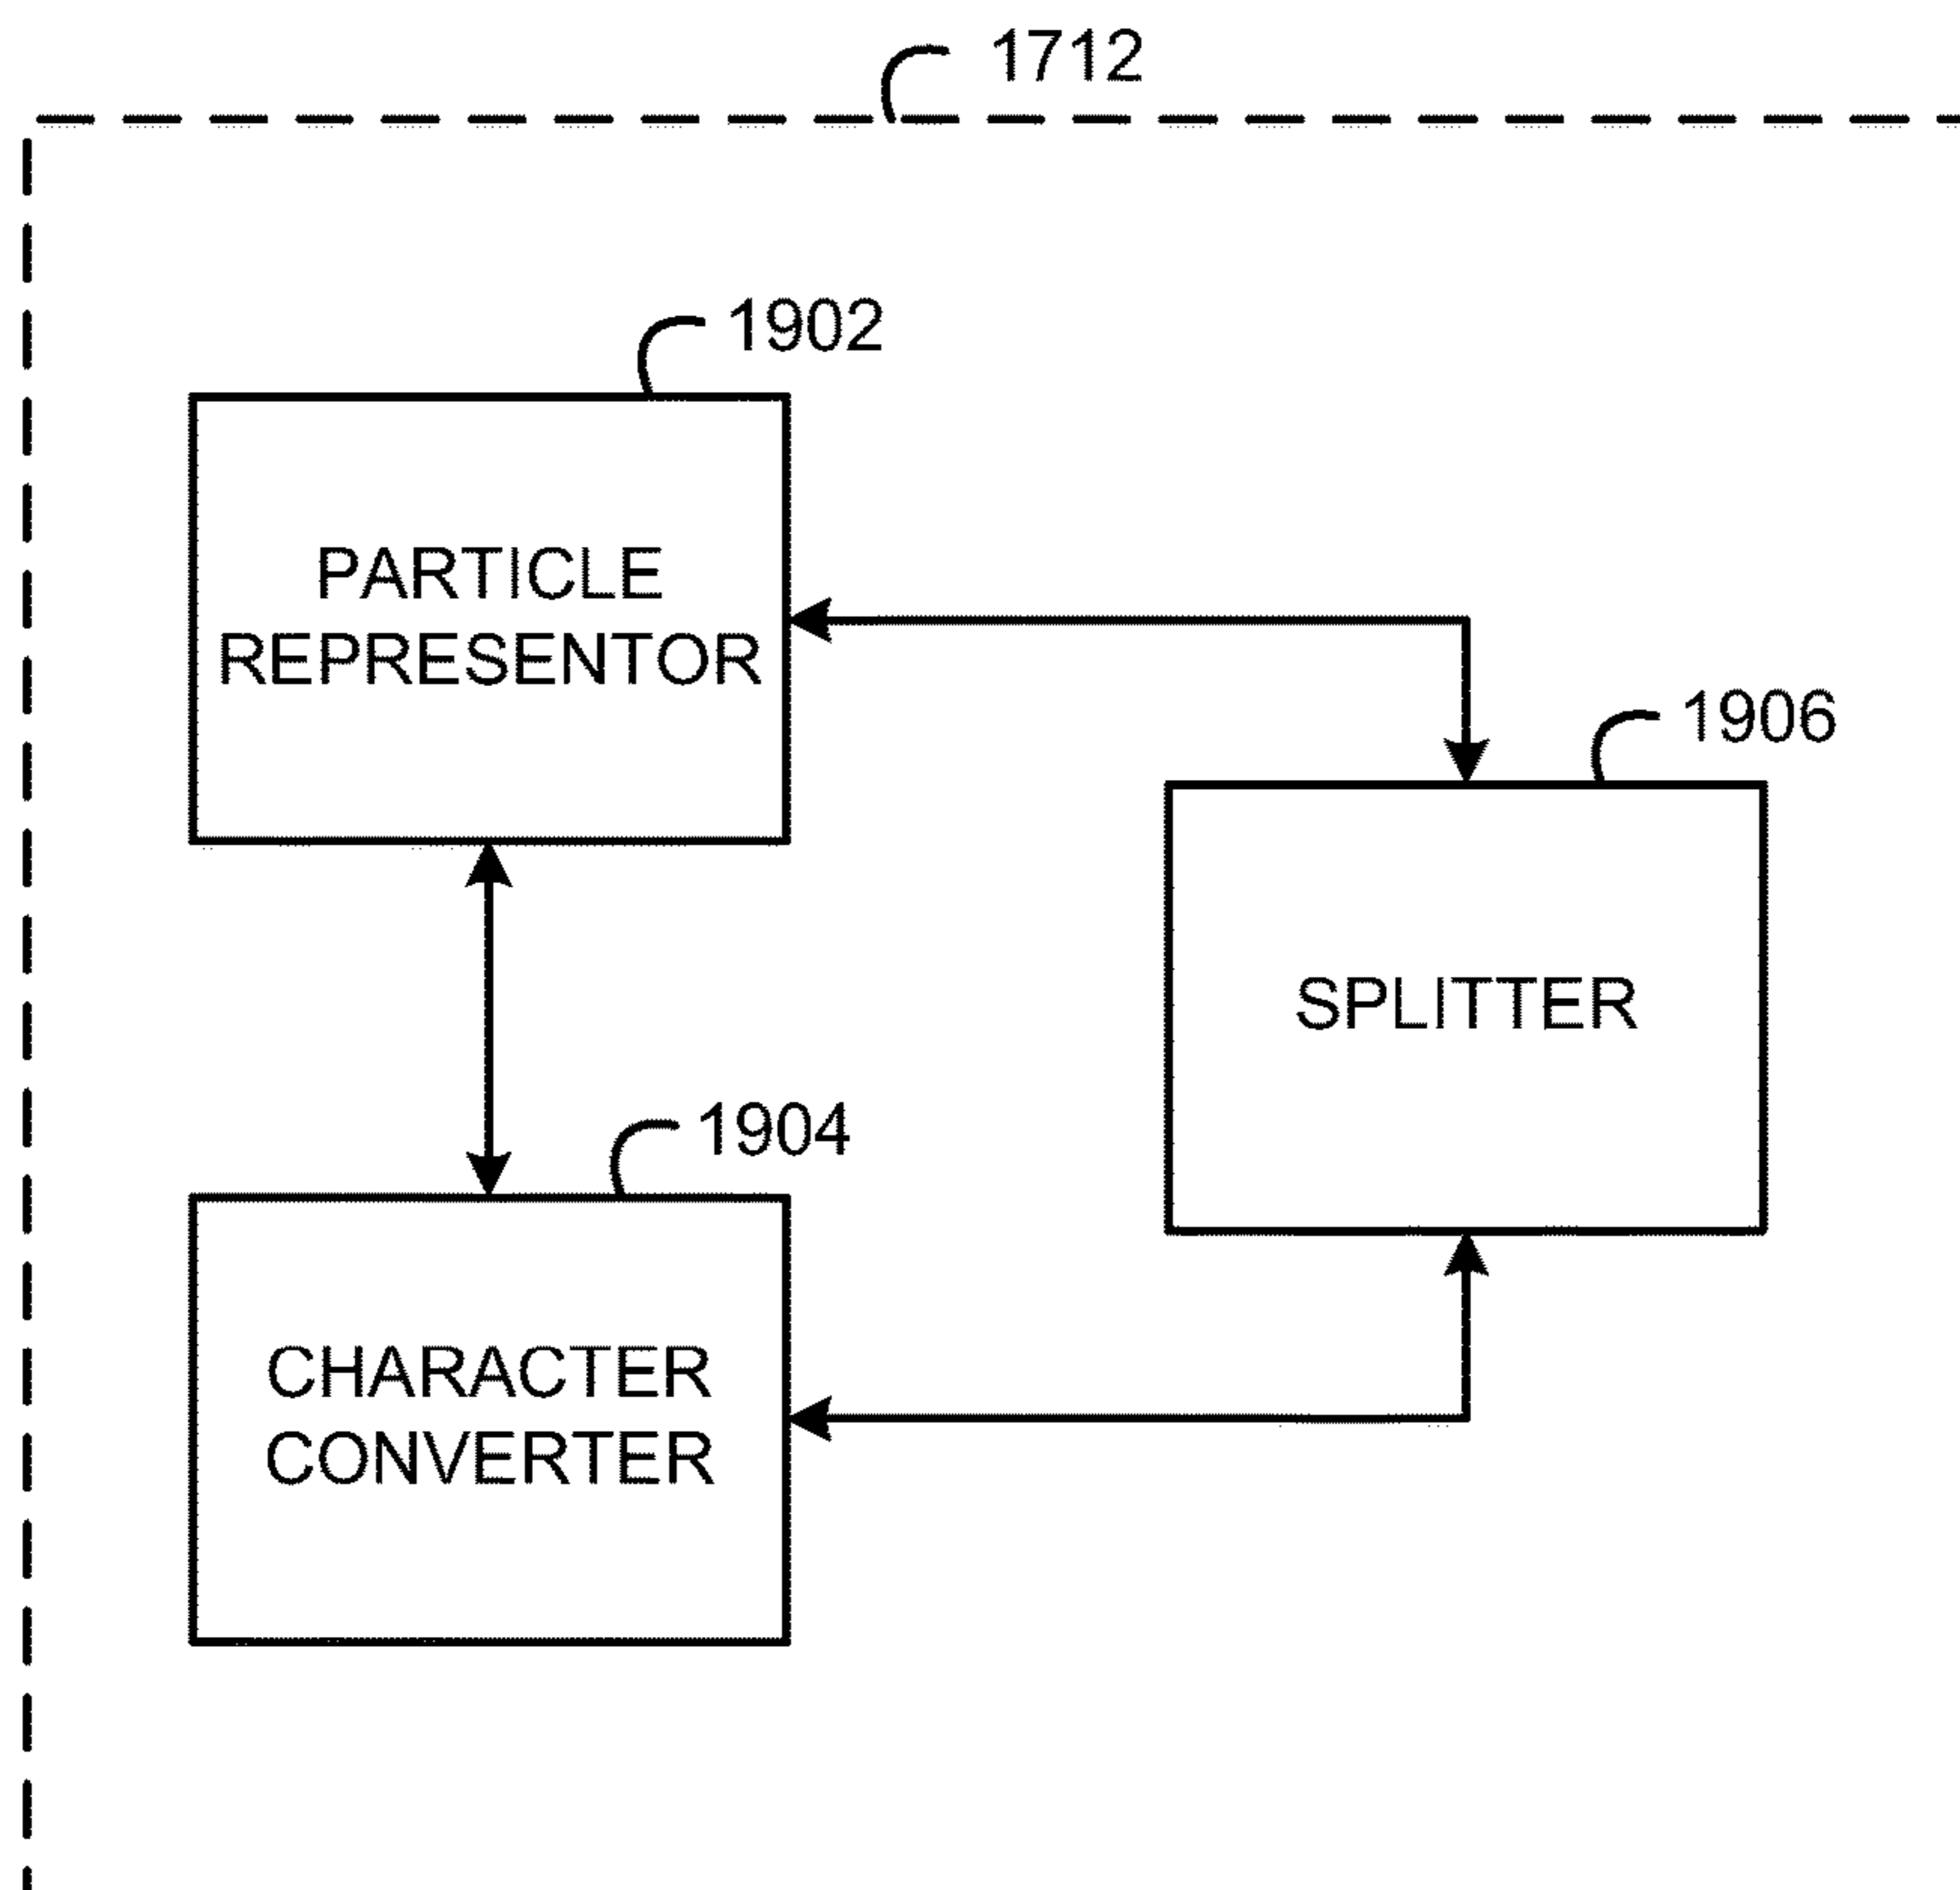 1712
1902
PARTICLE
REPRESENTOR
1906
SPLITTER
1904
CHARACTER
CONVERTER